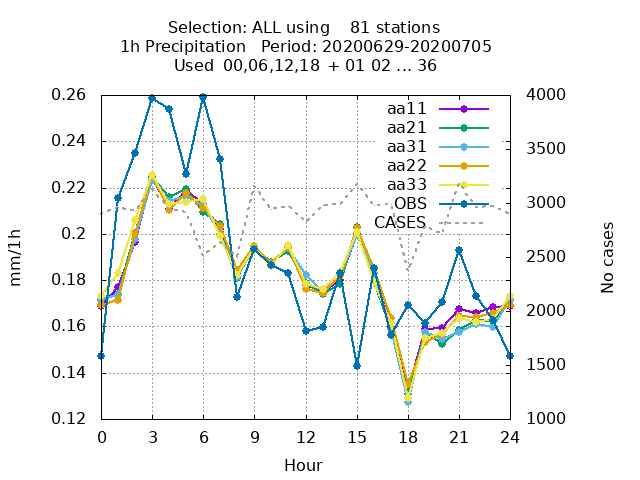 Selection: ALL using    81 stations
1h Precipitation   Period: 20200629-20200705
Used  00,06,12,18 + 01 02 ... 36
0.26
0.24
0.22
0.2
0.18
0.16
0.14
0.12
mm/1h
4000
3500
3000
2500
2000
1500
1000
No cases
aa11
aa21
aa31
aa22
aa33
OBS
CASES
0 3 6 9 12 15 18 21 24
Hour